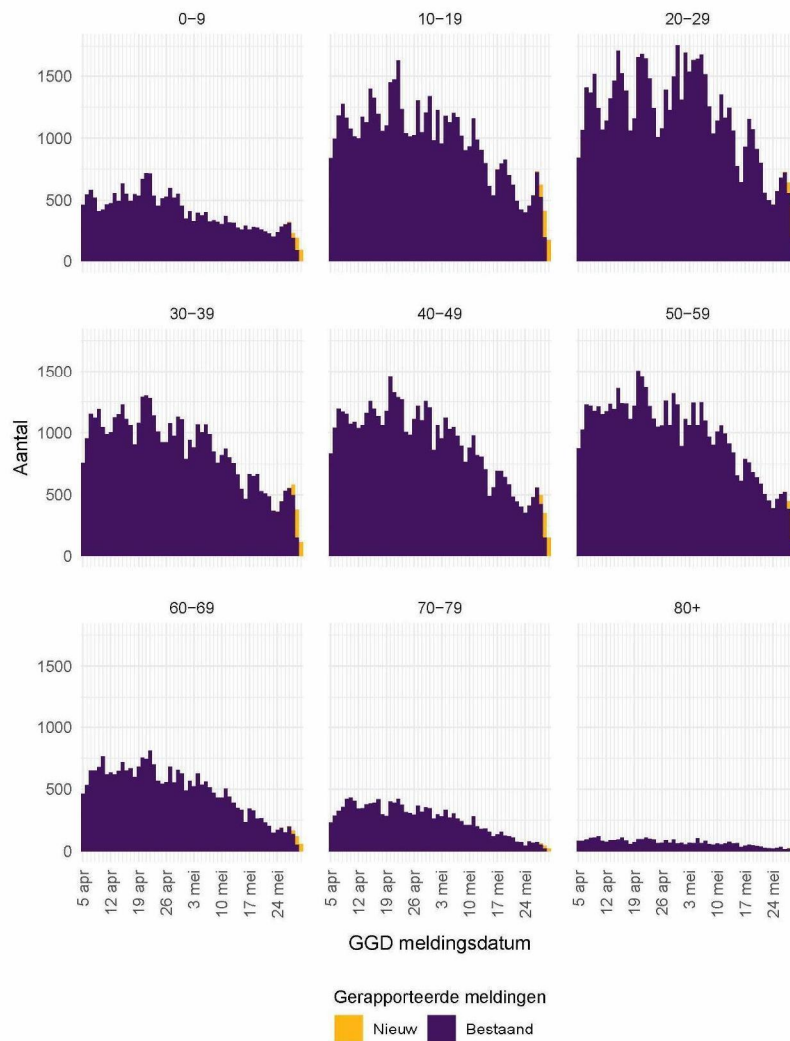 0−9
10−19
20−29
1500
1000
500
0
30−39
40−49
50−59
1500
1000
500
0
Aantal
60−69
70−79
80+
1500
1000
500
0
5 apr
12 apr
19 apr
26 apr
3 mei
10 mei
17 mei
24 mei
5 apr
12 apr
19 apr
26 apr
3 mei
10 mei
17 mei
24 mei
5 apr
12 apr
19 apr
26 apr
3 mei
10 mei
17 mei
24 mei
GGD meldingsdatum
Gerapporteerde meldingen
Nieuw Bestaand